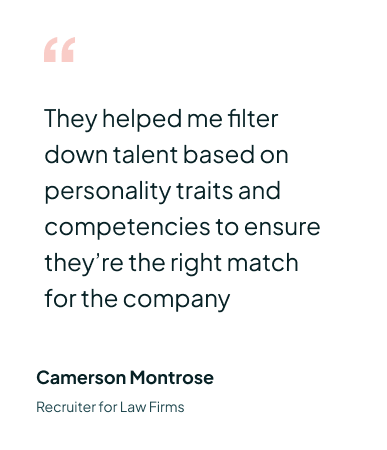 “
They helped me filter
down talent based on
personality traits and
competencies to ensure
they’re the right match
for the company
Camerson Montrose
Recruiter for Law Firms